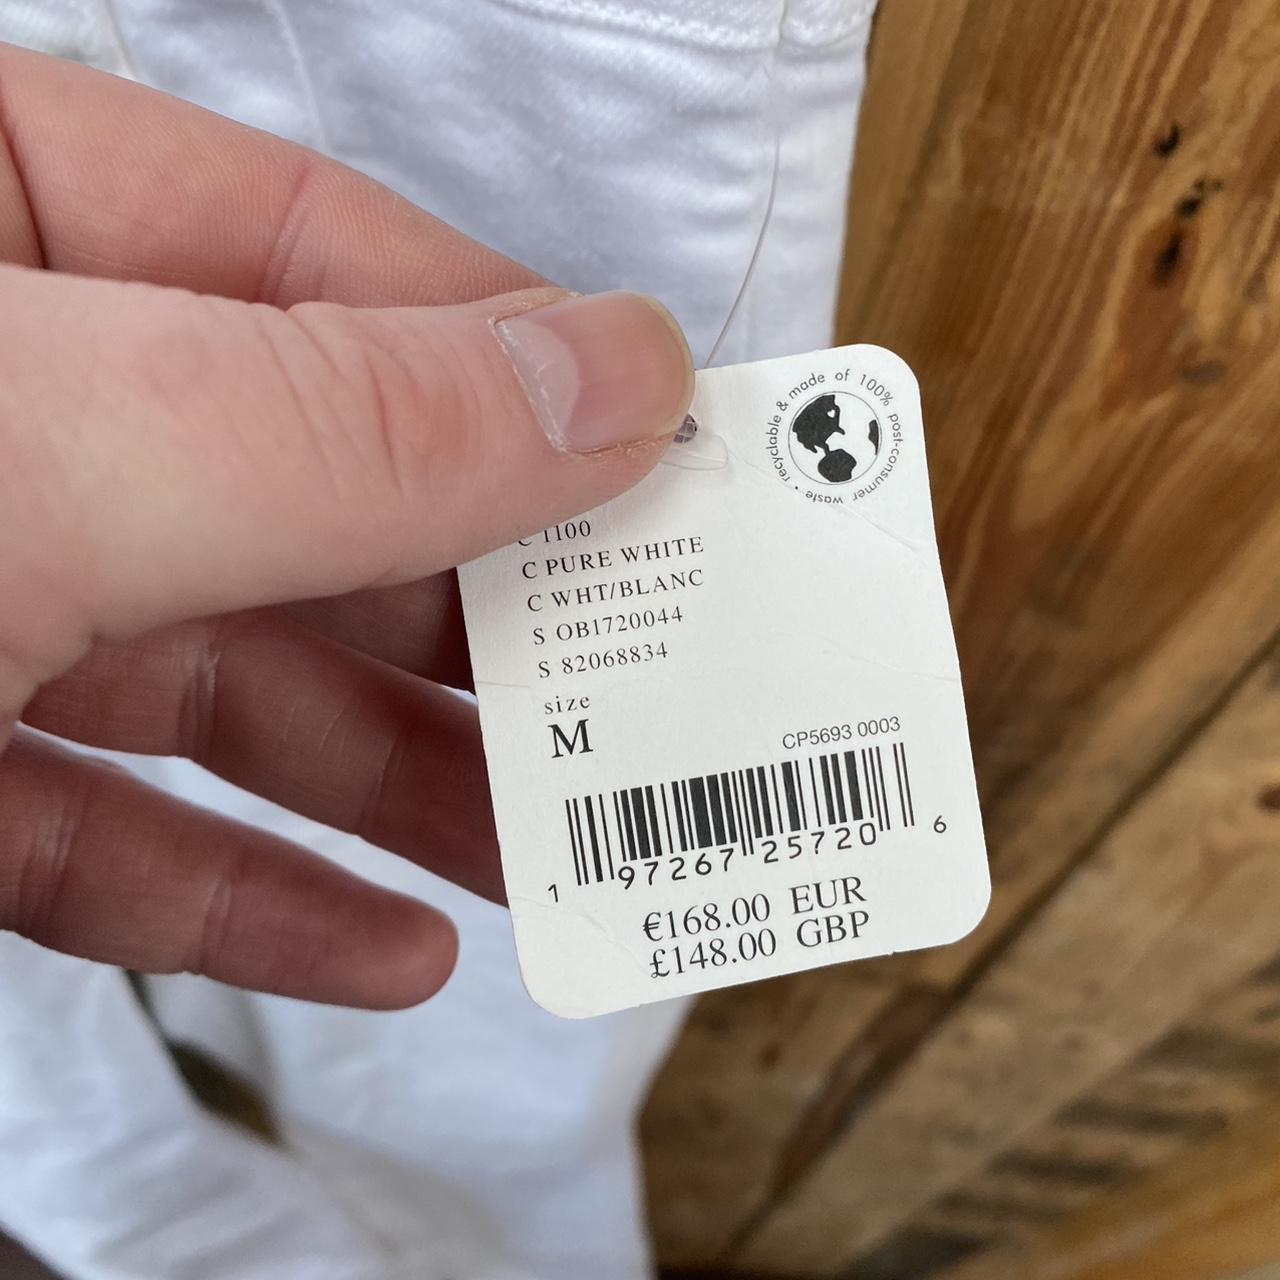 recyclable & made of 100% post-consumer waste •
C 1100
C PURE WHITE
C WHT/BLANC
S OB1720044
S 82068834
size
M
CP5693 0003
1 97267 25720 6
€168.00 EUR
£148.00 GBP